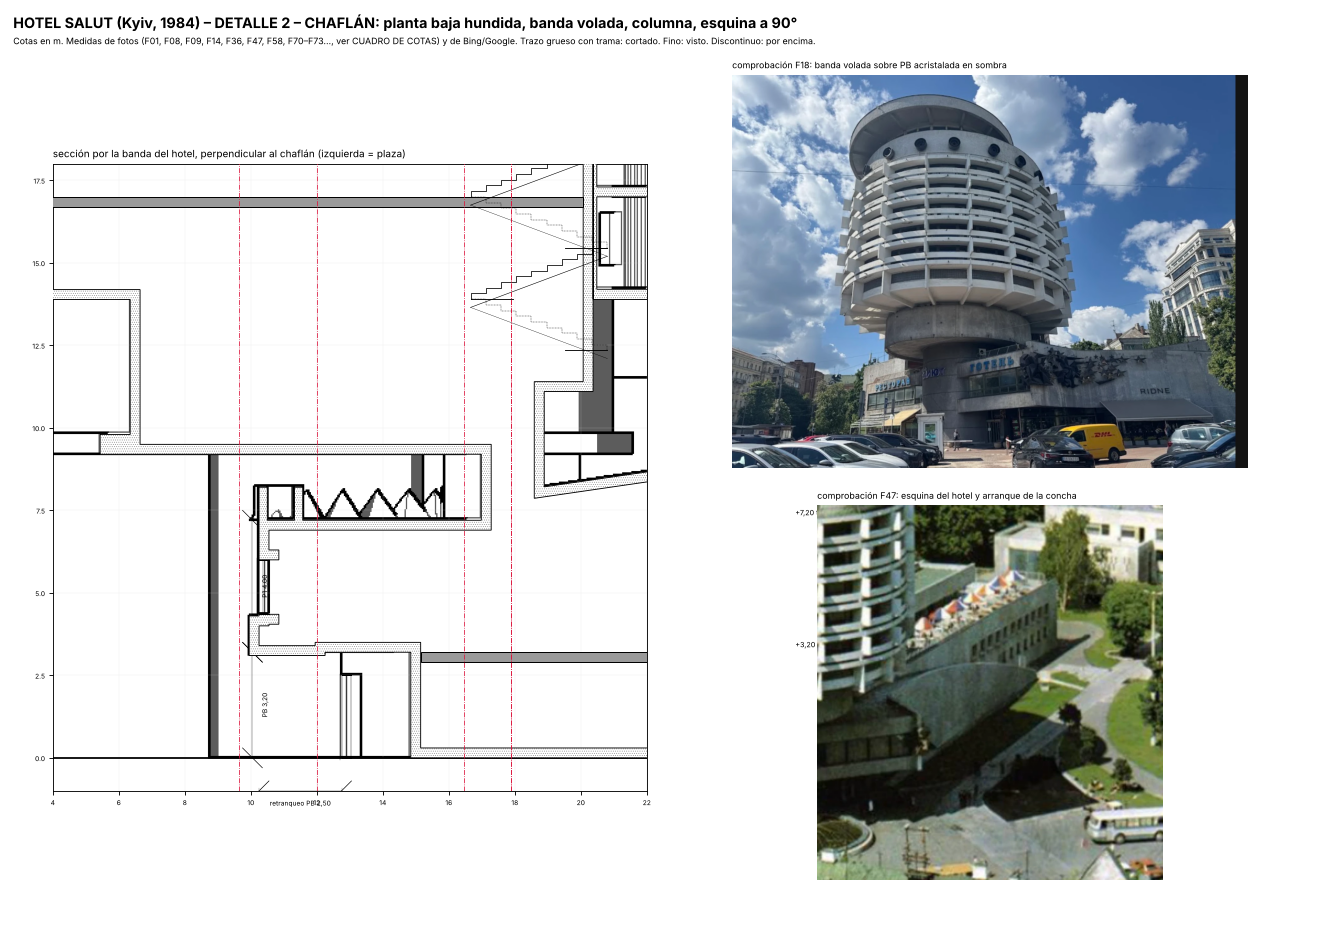 HOTEL SALUT (Kyiv, 1984) – DETALLE 2 – CHAFLÁN: planta baja hundida, banda volada, columna, esquina a 90°
Cotas en m. Medidas de fotos (F01, F08, F09, F14, F36, F47, F58, F70–F73..., ver CUADRO DE COTAS) y de Bing/Google. Trazo grueso con trama: cortado. Fino: visto. Discontinuo: por encima.
comprobación F18: banda volada sobre PB acristalada en sombra
РЕСТОРАН
ГОТЕЛЬ
RIONE
DHL
sección por la banda del hotel, perpendicular al chaflán (izquierda = plaza)
17.5
15.0
12.5
10.0
7.5
5.0
2.5
0.0
PB 3,20
4
6
8
10
12
14
16
18
20
22
retranqueo PB 2,50
comprobación F47: esquina del hotel y arranque de la concha
+7,20
+3,20